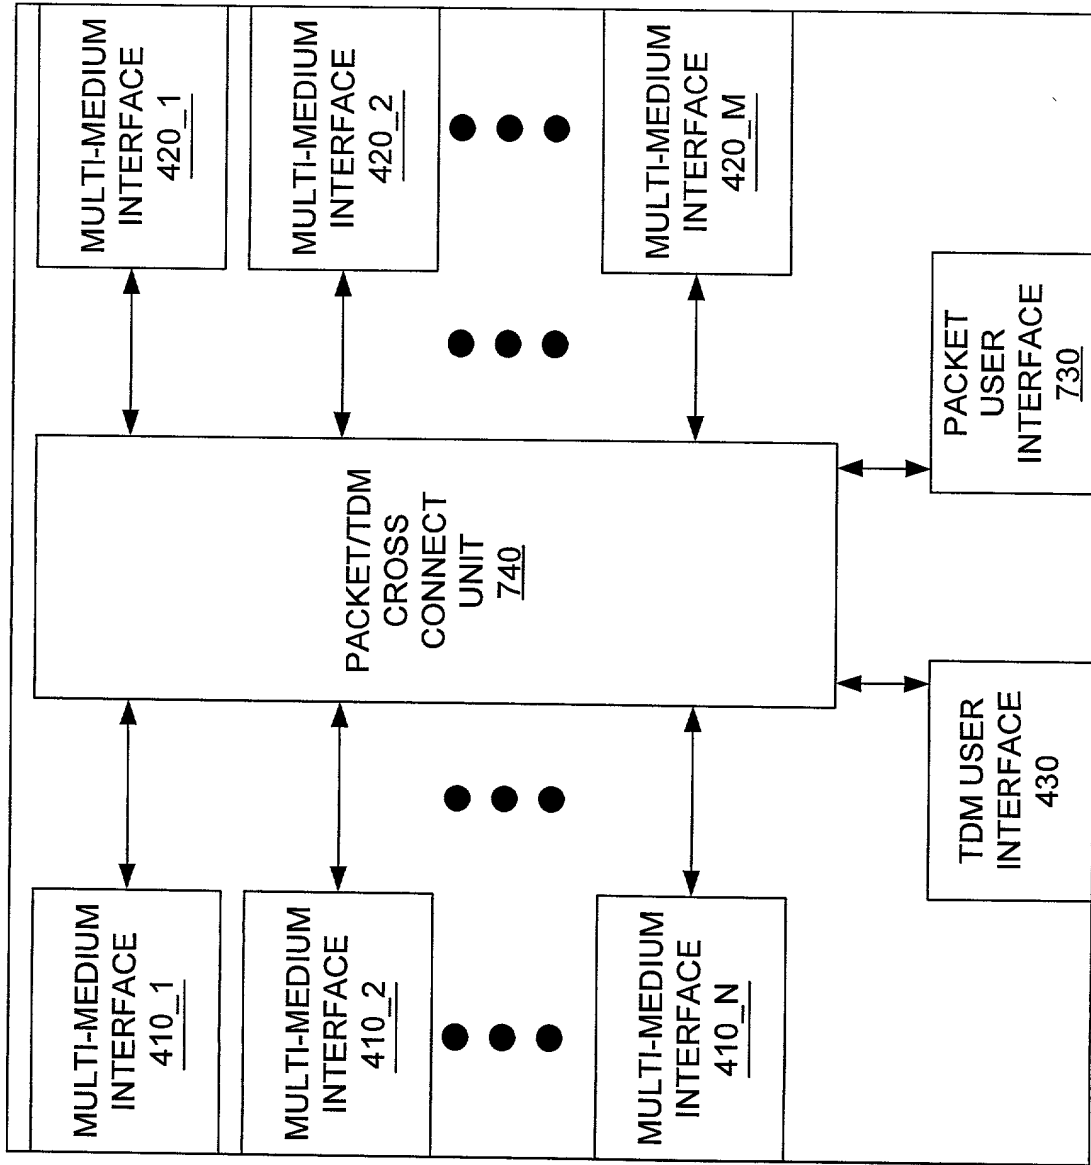 MULTI-MEDIUM
INTERFACE
410_1
MULTI-MEDIUM
INTERFACE
410_2
MULTI-MEDIUM
INTERFACE
410_N
PACKET/TDM
CROSS
CONNECT
UNIT
740
MULTI-MEDIUM
INTERFACE
420_1
MULTI-MEDIUM
INTERFACE
420_2
MULTI-MEDIUM
INTERFACE
420_M
TDM USER
INTERFACE
430
PACKET
USER
INTERFACE
730